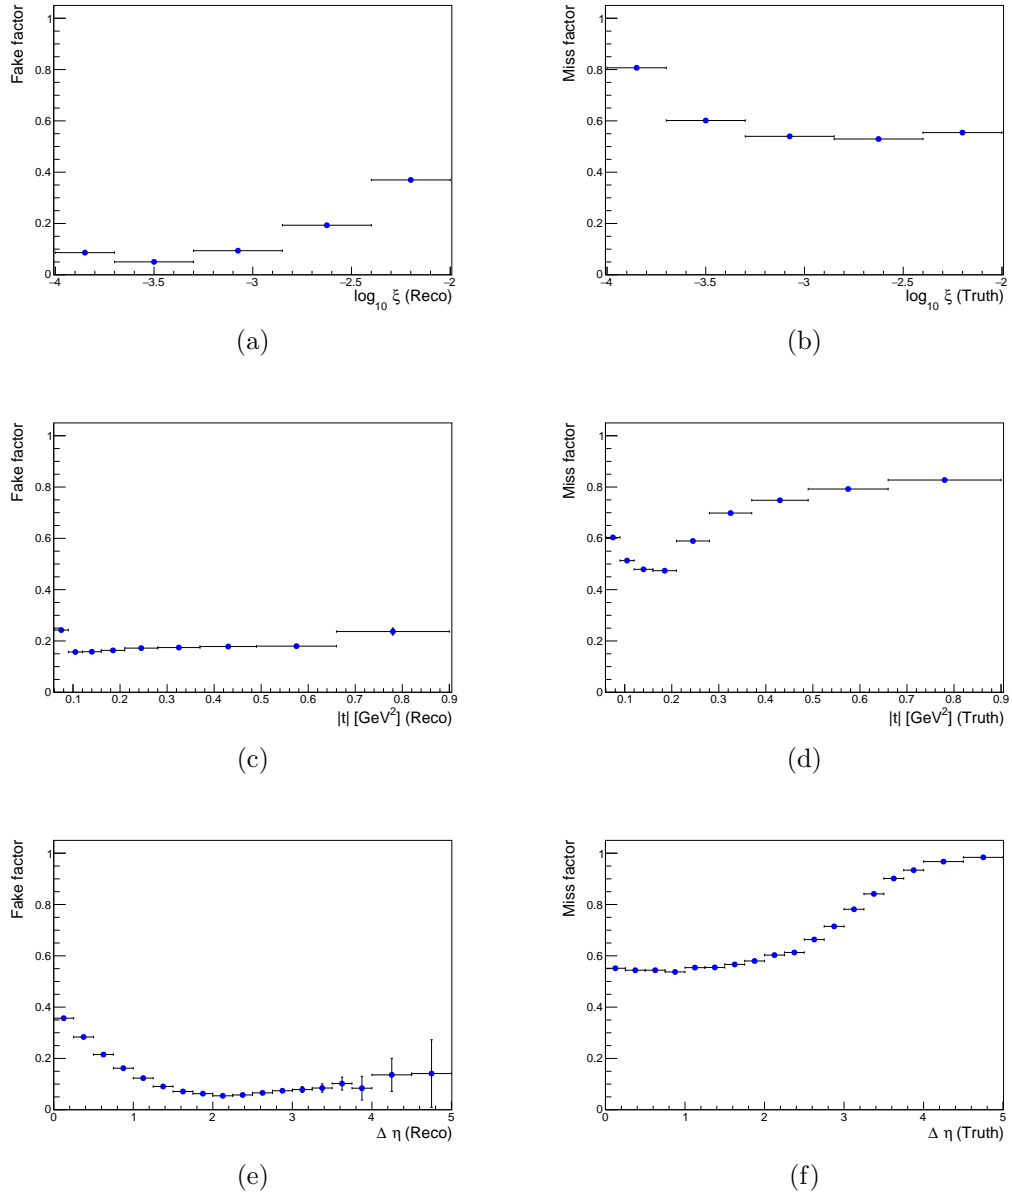 Fake factor
1
0.8
0.6
0.4
0.2
0
−4 −3.5 −3 −2.5 −2
log10 ξ (Reco)
(a)
Miss factor
1
0.8
0.6
0.4
0.2
0
−4 −3.5 −3 −2.5 −2
log10 ξ (Truth)
(b)
Fake factor
1
0.8
0.6
0.4
0.2
0
0.1 0.2 0.3 0.4 0.5 0.6 0.7 0.8 0.9
|t| [GeV²] (Reco)
(c)
Miss factor
1
0.8
0.6
0.4
0.2
0
0.1 0.2 0.3 0.4 0.5 0.6 0.7 0.8 0.9
|t| [GeV²] (Truth)
(d)
Fake factor
1
0.8
0.6
0.4
0.2
0
0 1 2 3 4 5
Δ η (Reco)
(e)
Miss factor
1
0.8
0.6
0.4
0.2
0
0 1 2 3 4 5
Δ η (Truth)
(f)